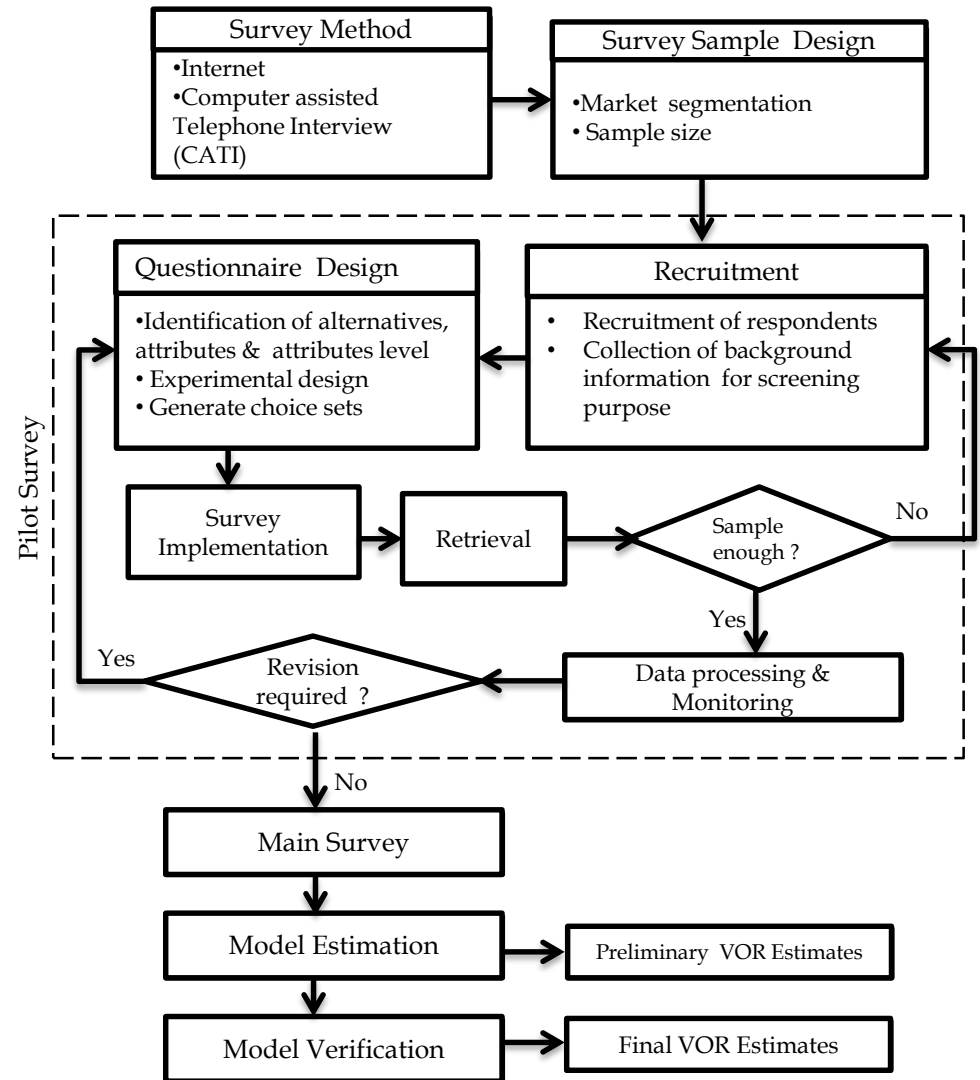 Survey Method
•Internet
•Computer assisted
Telephone Interview
(CATI)
Survey Sample Design
•Market segmentation
• Sample size
Pilot Survey
Questionnaire Design
•Identification of alternatives,
attributes & attributes level
• Experimental design
• Generate choice sets
Recruitment
• Recruitment of respondents
• Collection of background
information for screening
purpose
Survey
Implementation
Retrieval
Sample
enough ?
No
Yes
Data processing &
Monitoring
Revision
required ?
Yes
No
Main Survey
Model Estimation
Preliminary VOR Estimates
Model Verification
Final VOR Estimates